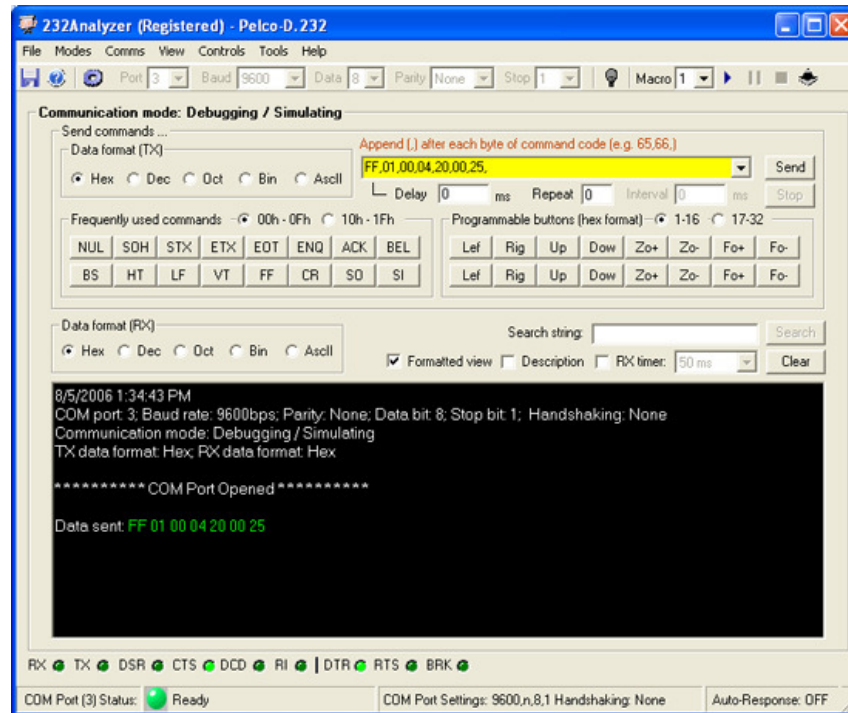 232Analyzer (Registered) - Pelco-D.232
File Modes Comms View Controls Tools Help
Port 3 Baud 9600 Data 8 Parity None Stop 1 Macro 1
Communication mode: Debugging / Simulating
Send commands ...
Data format (TX)
Hex Dec Oct Bin AscII
Append (,) after each byte of command code (e.g. 65,66,)
FF,01,00,04,20,00,25,
Send
Delay 0 ms Repeat 0 Interval 0 ms Stop
Frequently used commands 00h - 0Fh 10h - 1Fh
NUL SOH STX ETX EOT ENQ ACK BEL
BS HT LF VT FF CR SO SI
Programmable buttons (hex format) 1-16 17-32
Lef Rig Up Dow Zo+ Zo- Fo+ Fo-
Lef Rig Up Dow Zo+ Zo- Fo+ Fo-
Data format (RX)
Hex Dec Oct Bin AscII
Search string: Search
Formatted view Description RX timer: 50 ms Clear
8/5/2006 1:34:43 PM
COM port: 3; Baud rate: 9600bps; Parity: None; Data bit: 8; Stop bit: 1; Handshaking: None
Communication mode: Debugging / Simulating
TX data format: Hex; RX data format: Hex
********** COM Port Opened **********
Data sent: FF 01 00 04 20 00 25
RX TX DSR CTS DCD RI | DTR RTS BRK
COM Port (3) Status: Ready COM Port Settings: 9600,n,8,1 Handshaking: None Auto-Response: OFF